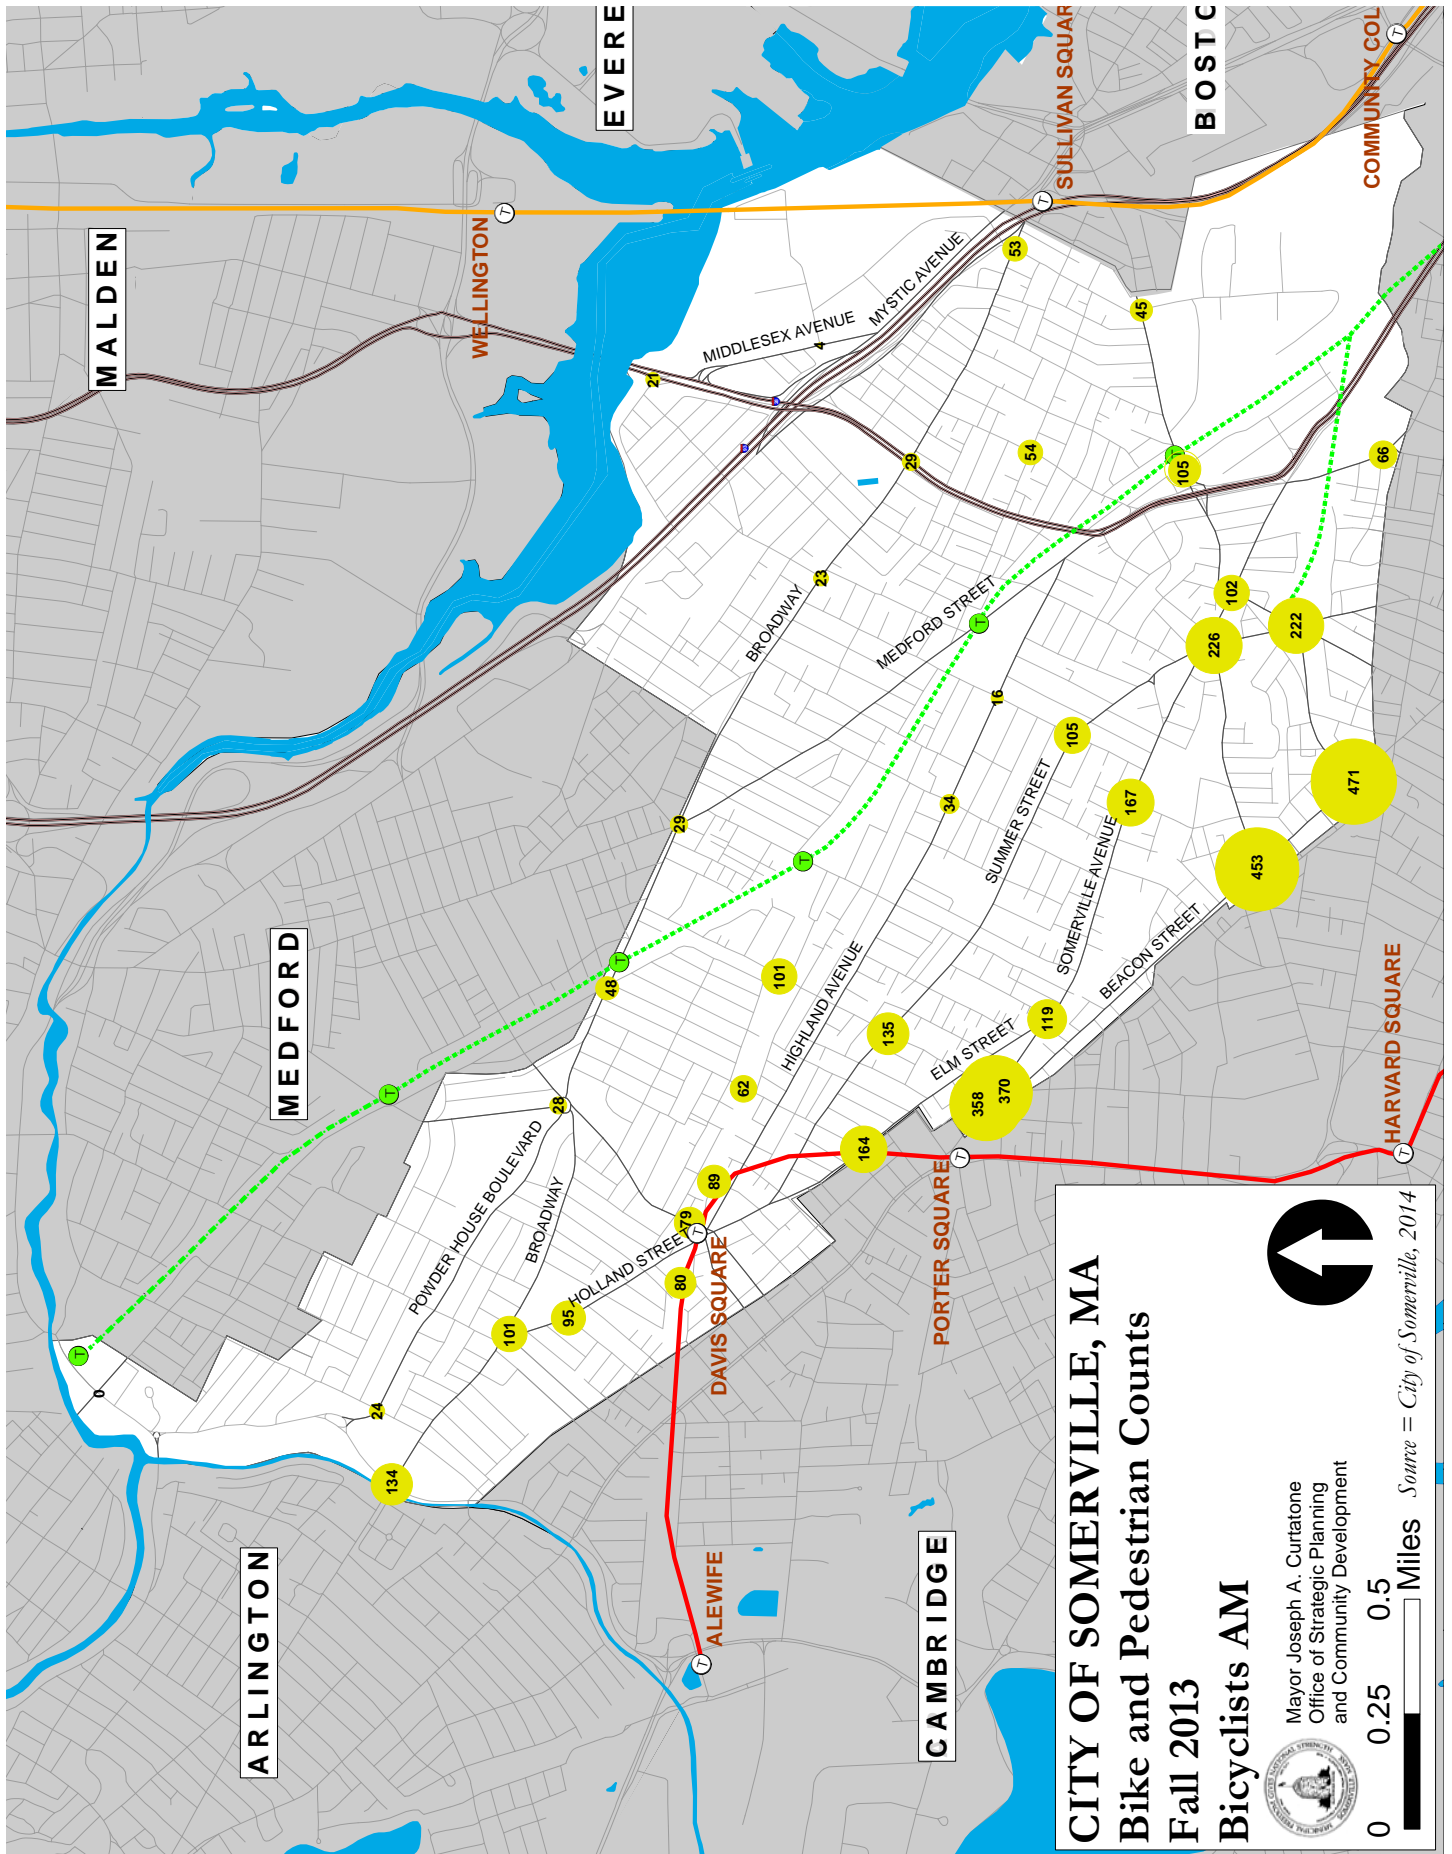 CITY OF SOMERVILLE, MA
Bike and Pedestrian Counts
Fall 2013
Bicyclists AM
Mayor Joseph A. Curtatone
Office of Strategic Planning
and Community Development
0 0.25 0.5
Miles
Source = City of Somerville, 2014
ARLINGTON
MEDFORD
MALDEN
EVERE
BOSTO
CAMBRIDGE
ALEWIFE
DAVIS SQUARE
PORTER SQUARE
HARVARD SQUARE
WELLINGTON
SULLIVAN SQUAR
COMMUNITY COL
POWDER HOUSE BOULEVARD
BROADWAY
HOLLAND STREET
HIGHLAND AVENUE
ELM STREET
BEACON STREET
SOMERVILLE AVENUE
SUMMER STREET
MEDFORD STREET
BROADWAY
MIDDLESEX AVENUE
MYSTIC AVENUE
0
24
134
101
95
80
79
89
28
48
62
101
164
135
358
370
119
29
34
16
105
167
453
471
226
222
102
105
66
45
54
53
29
23
21
4
T
T
T
T
T
T
T
T
T
T
T
T
T